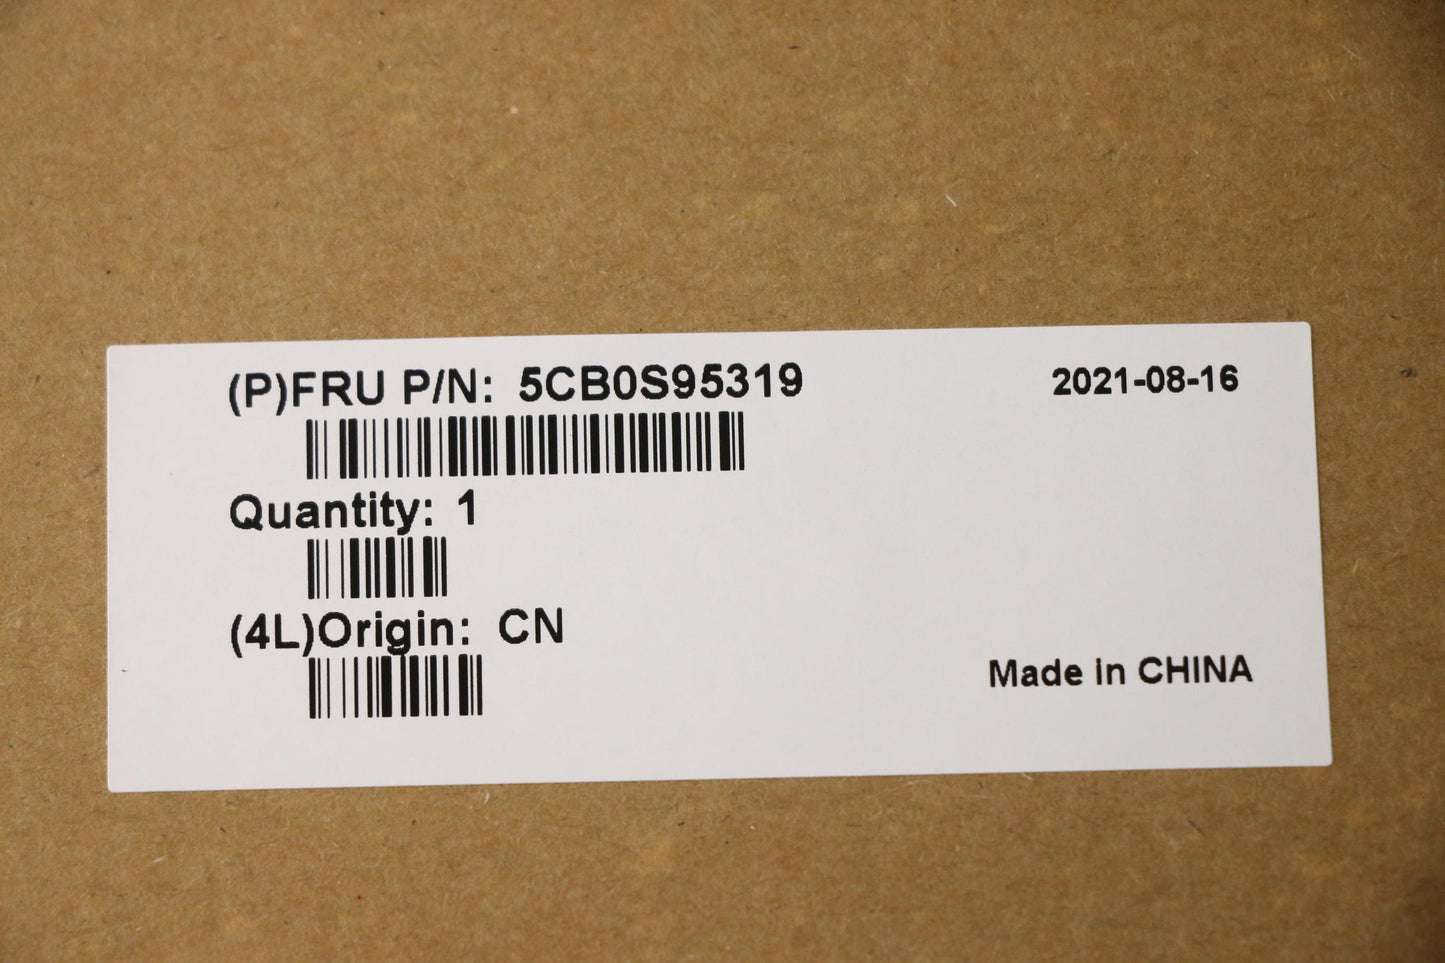 (P)FRU P/N: 5CB0S95319
2021-08-16
Quantity: 1
(4L)Origin: CN
Made in CHINA